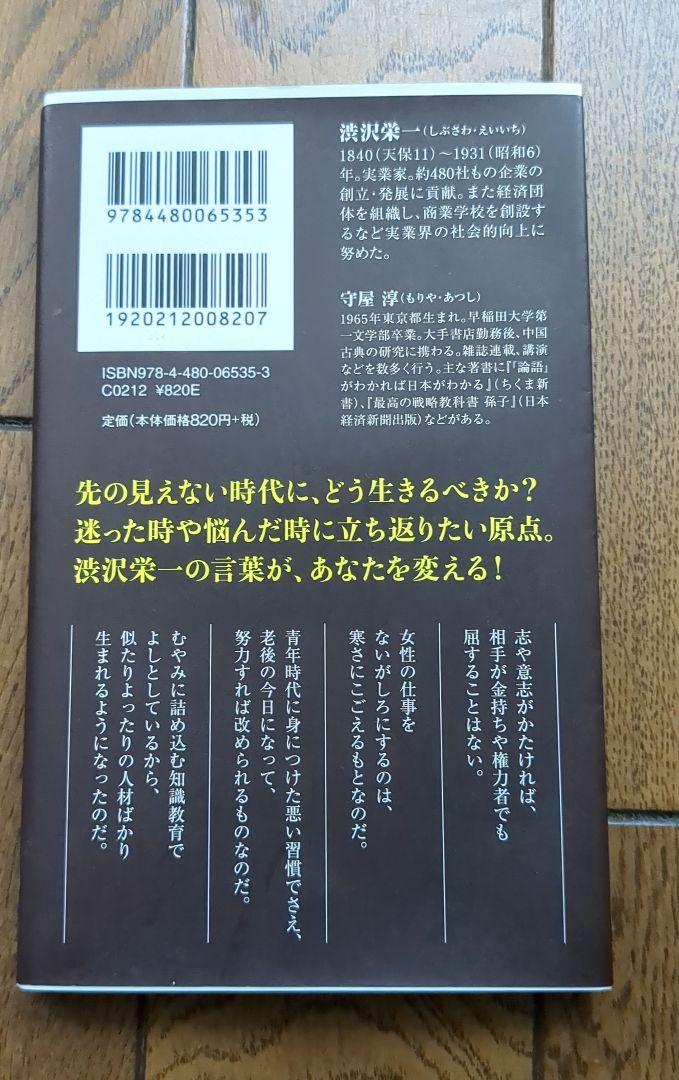 9784480065353
1920212008207
ISBN978-4-480-06535-3
C0212 ¥820E
定価(本体価格820円+税)
渋沢栄一(しぶさわ・えいいち)
1840(天保11)～1931(昭和6)
年。実業家。約480社もの企業の
創立・発展に貢献。また経済団
体を組織し、商業学校を創設す
るなど実業界の社会的向上に
努めた。
守屋 淳(もりや・あつし)
1965年東京都生まれ。早稲田大学第
一文学部卒業。大手書店勤務後、中国
古典の研究に携わる。雑誌連載、講演
などを数多く行う。主な著書に『「論語」
がわかれば日本がわかる』(ちくま新
書)、『最高の戦略教科書 孫子』(日本
経済新聞出版)などがある。
先の見えない時代に、どう生きるべきか?
迷った時や悩んだ時に立ち返りたい原点。
渋沢栄一の言葉が、あなたを変える!
志や意志がかたければ、
相手が金持ちや権力者でも
屈することはない。
女性の仕事を
ないがしろにするのは、
寒さにこごえるもとなのだ。
青年時代に身につけた悪い習慣でさえ、
老後の今日になって、
努力すれば改められるものなのだ。
むやみに詰め込む知識教育で
よしとしているから、
似たりよったりの人材ばかり
生まれるようになったのだ。